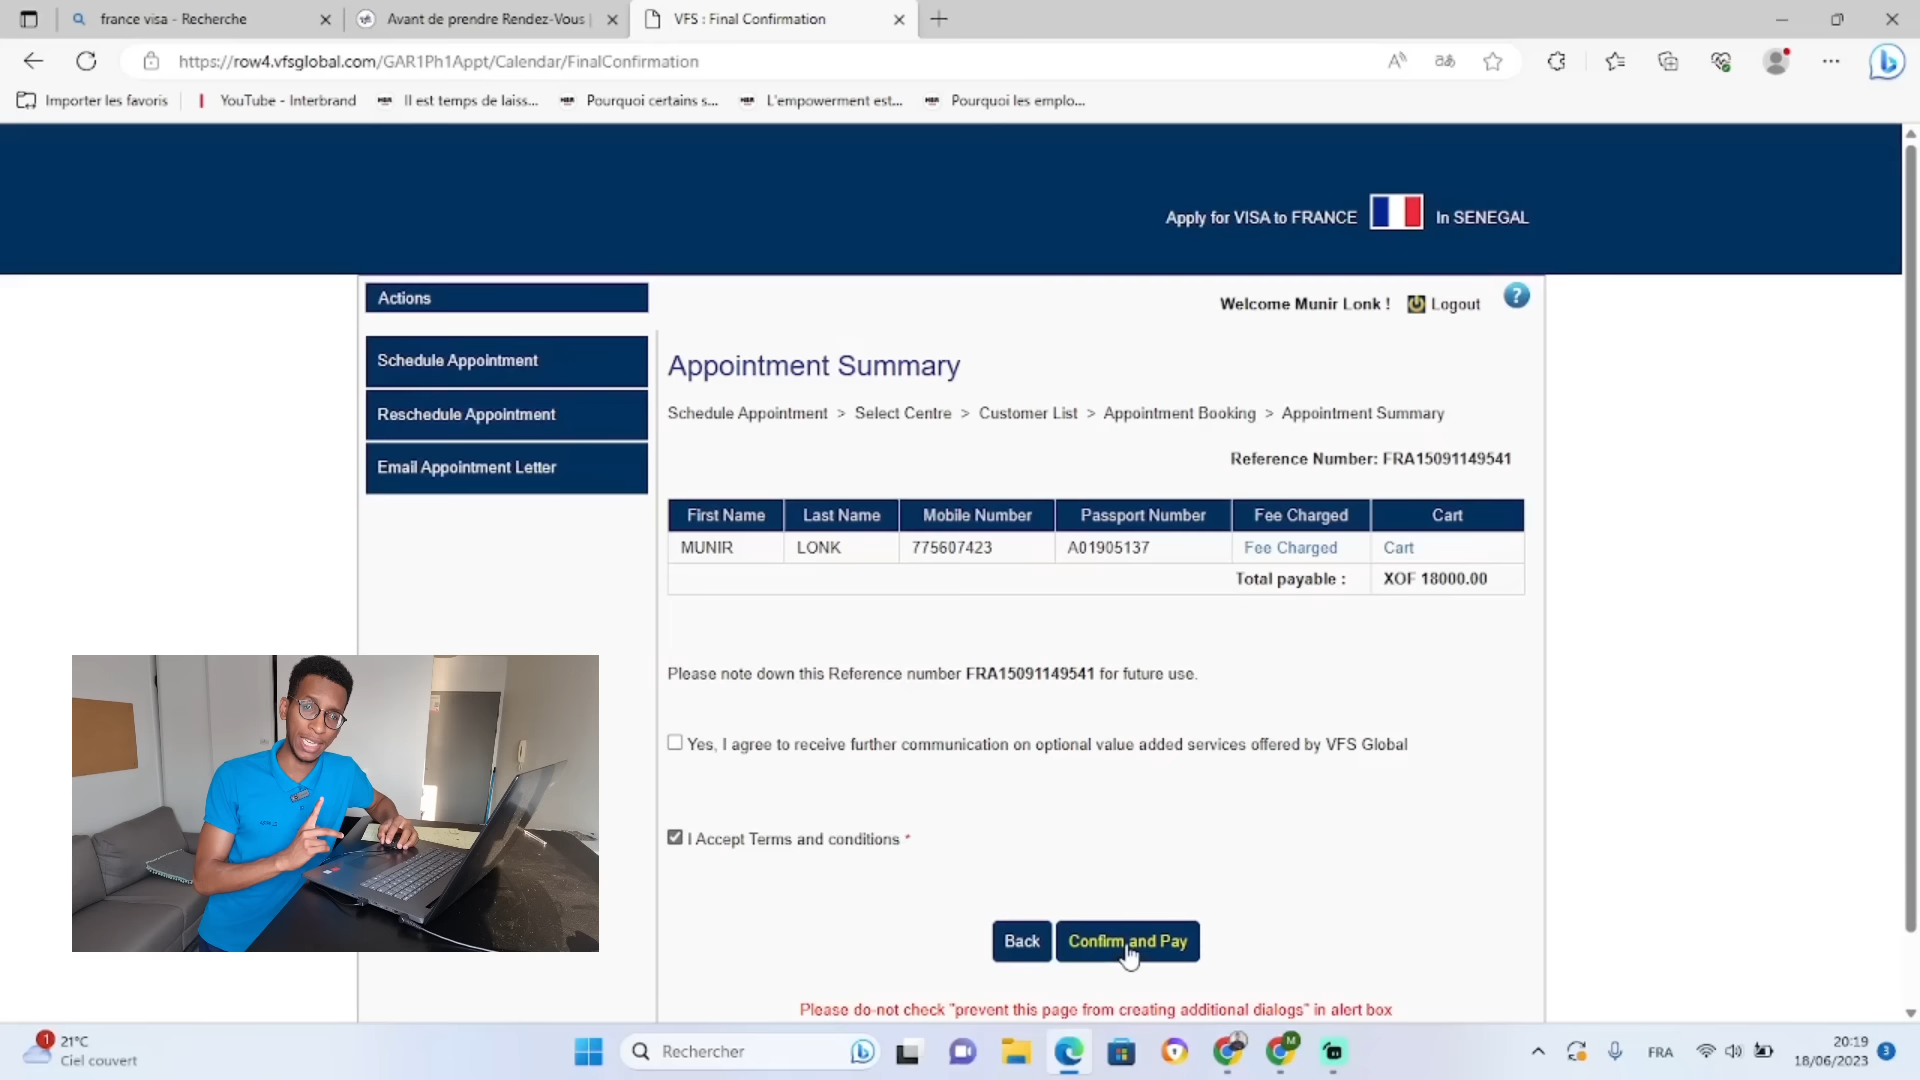 france visa - Recherche
Avant de prendre Rendez-Vous |
VFS : Final Confirmation
https://row4.vfsglobal.com/GAR1Ph1Appt/Calendar/FinalConfirmation
Importer les favoris
YouTube - Interbrand
Il est temps de laiss...
Pourquoi certains s...
L'empowerment est...
Pourquoi les emplo...
Apply for VISA to FRANCE In SENEGAL
Actions
Welcome Munir Lonk ! Logout ?
Schedule Appointment
Reschedule Appointment
Email Appointment Letter
Appointment Summary
Schedule Appointment > Select Centre > Customer List > Appointment Booking > Appointment Summary
Reference Number: FRA15091149541
First Name Last Name Mobile Number Passport Number Fee Charged Cart
MUNIR LONK 775607423 A01905137 Fee Charged Cart
Total payable : XOF 18000.00
Please note down this Reference number FRA15091149541 for future use.
Yes, I agree to receive further communication on optional value added services offered by VFS Global
I Accept Terms and conditions *
Back Confirm and Pay
Please do-not check "prevent this page from creating additional dialogs" in alert box
1 21°C
Ciel couvert
Rechercher
M
FRA
20:19
18/06/2023
3